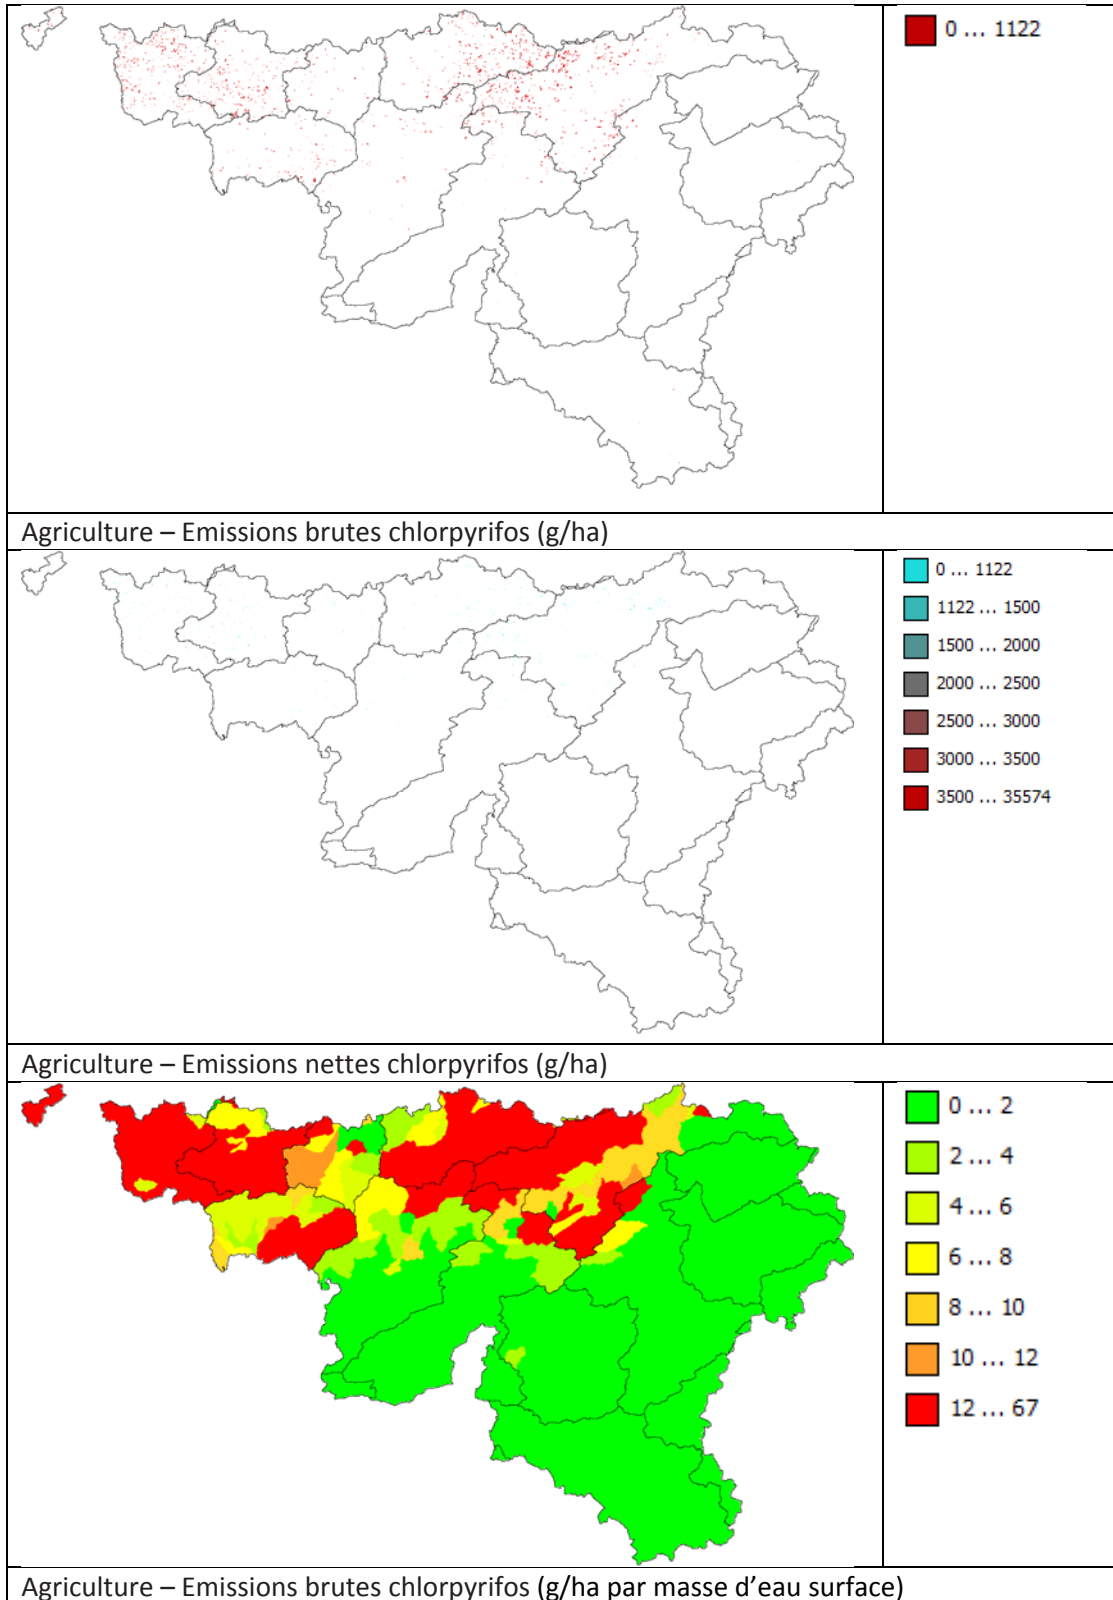 0 ... 1122
Agriculture – Emissions brutes chlorpyrifos (g/ha)
0 ... 1122
1122 ... 1500
1500 ... 2000
2000 ... 2500
2500 ... 3000
3000 ... 3500
3500 ... 35574
Agriculture – Emissions nettes chlorpyrifos (g/ha)
0 ... 2
2 ... 4
4 ... 6
6 ... 8
8 ... 10
10 ... 12
12 ... 67
Agriculture – Emissions brutes chlorpyrifos (g/ha par masse d'eau surface)